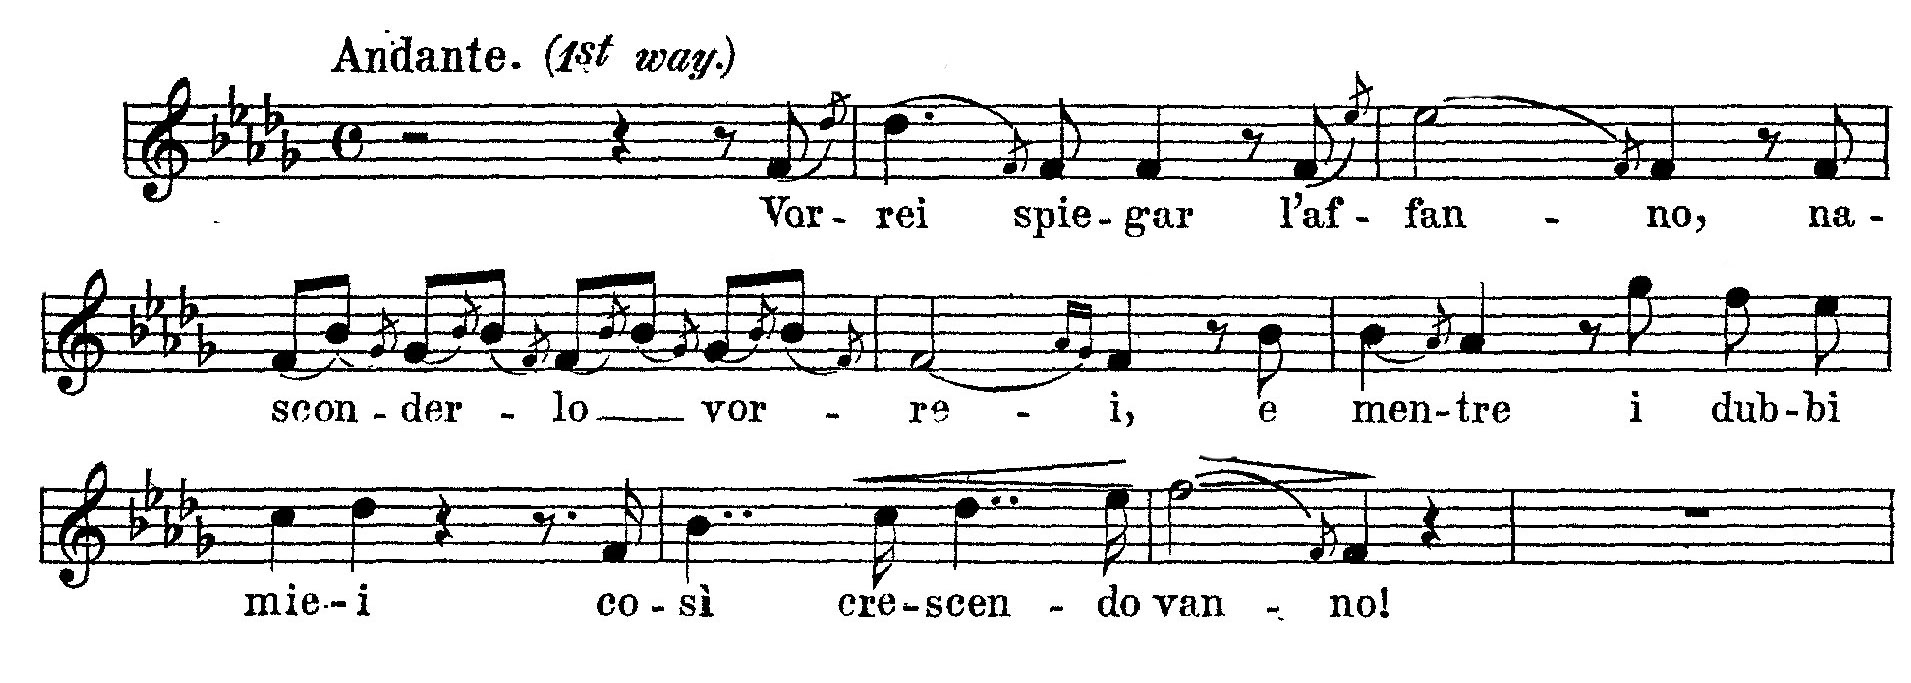 Andante. (1st way.)
Vor - rei spie - gar l'af - fan - no, na -
scon - der - lo vor - re - i, e men - tre i dub - bi
mie - i co - sì cre - scen - do van - no!